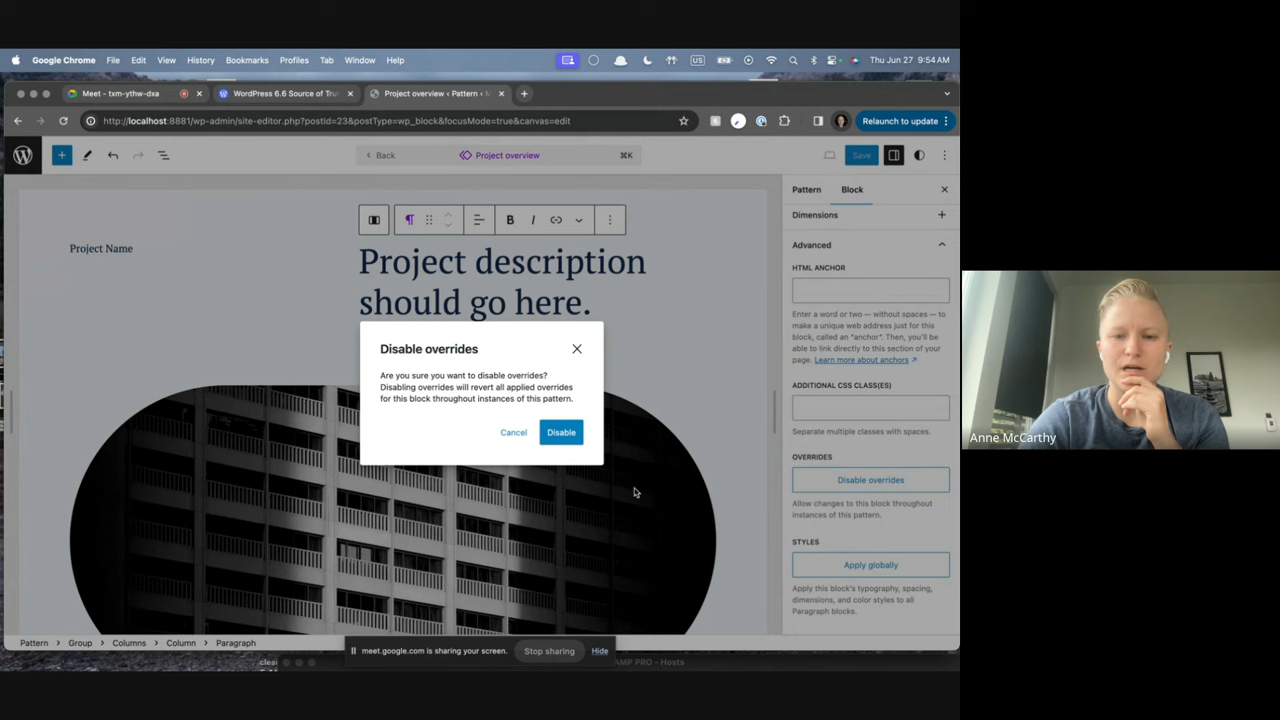 Google Chrome File Edit View History Bookmarks Profiles Tab Window Help US Thu Jun 27 9:54 AM
Meet - txm-ythw-dxa WordPress 6.6 Source of Tru Project overview ‹ Pattern ‹
http://localhost:8881/wp-admin/site-editor.php?postId=23&postType=wp_block&focusMode=true&canvas=edit Relaunch to update
Back Project overview ⌘K Save
Pattern Block
Dimensions
B I
Project Name
Project description
should go here.
Advanced
HTML ANCHOR
Enter a word or two — without spaces — to
make a unique web address just for this
block, called an “anchor”. Then, you’ll be
able to link directly to this section of your
page. Learn more about anchors ↗
ADDITIONAL CSS CLASS(ES)
Separate multiple classes with spaces.
OVERRIDES
Disable overrides
Allow changes to this block throughout
instances of this pattern.
STYLES
Apply globally
Apply this block’s typography, spacing,
dimensions, and color styles to all
Paragraph blocks.
Disable overrides
Are you sure you want to disable overrides?
Disabling overrides will revert all applied overrides
for this block throughout instances of this pattern.
Cancel Disable
Pattern > Group > Columns > Column > Paragraph
meet.google.com is sharing your screen. Stop sharing Hide
AMP PRO - Hosts
Anne McCarthy